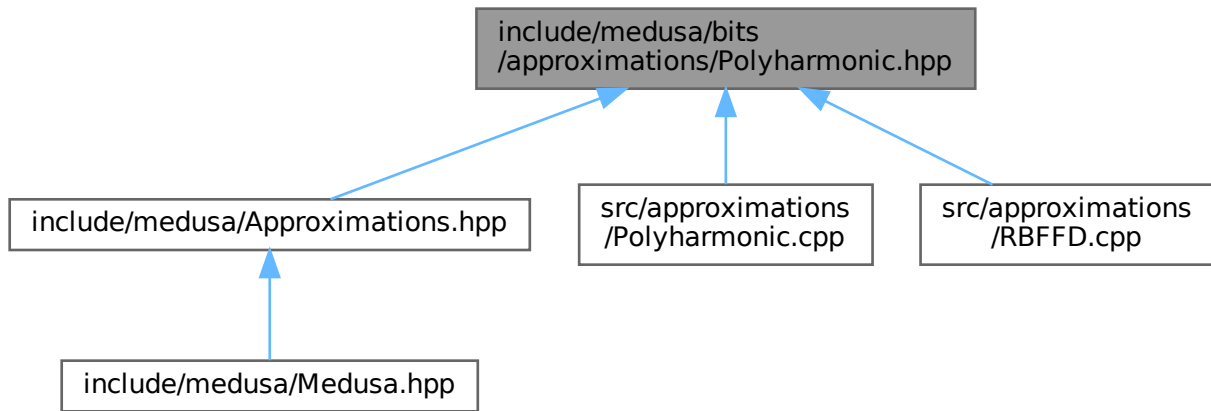 include/medusa/bits
/approximations/Polyharmonic.hpp
include/medusa/Approximations.hpp
src/approximations
/Polyharmonic.cpp
src/approximations
/RBFFD.cpp
include/medusa/Medusa.hpp